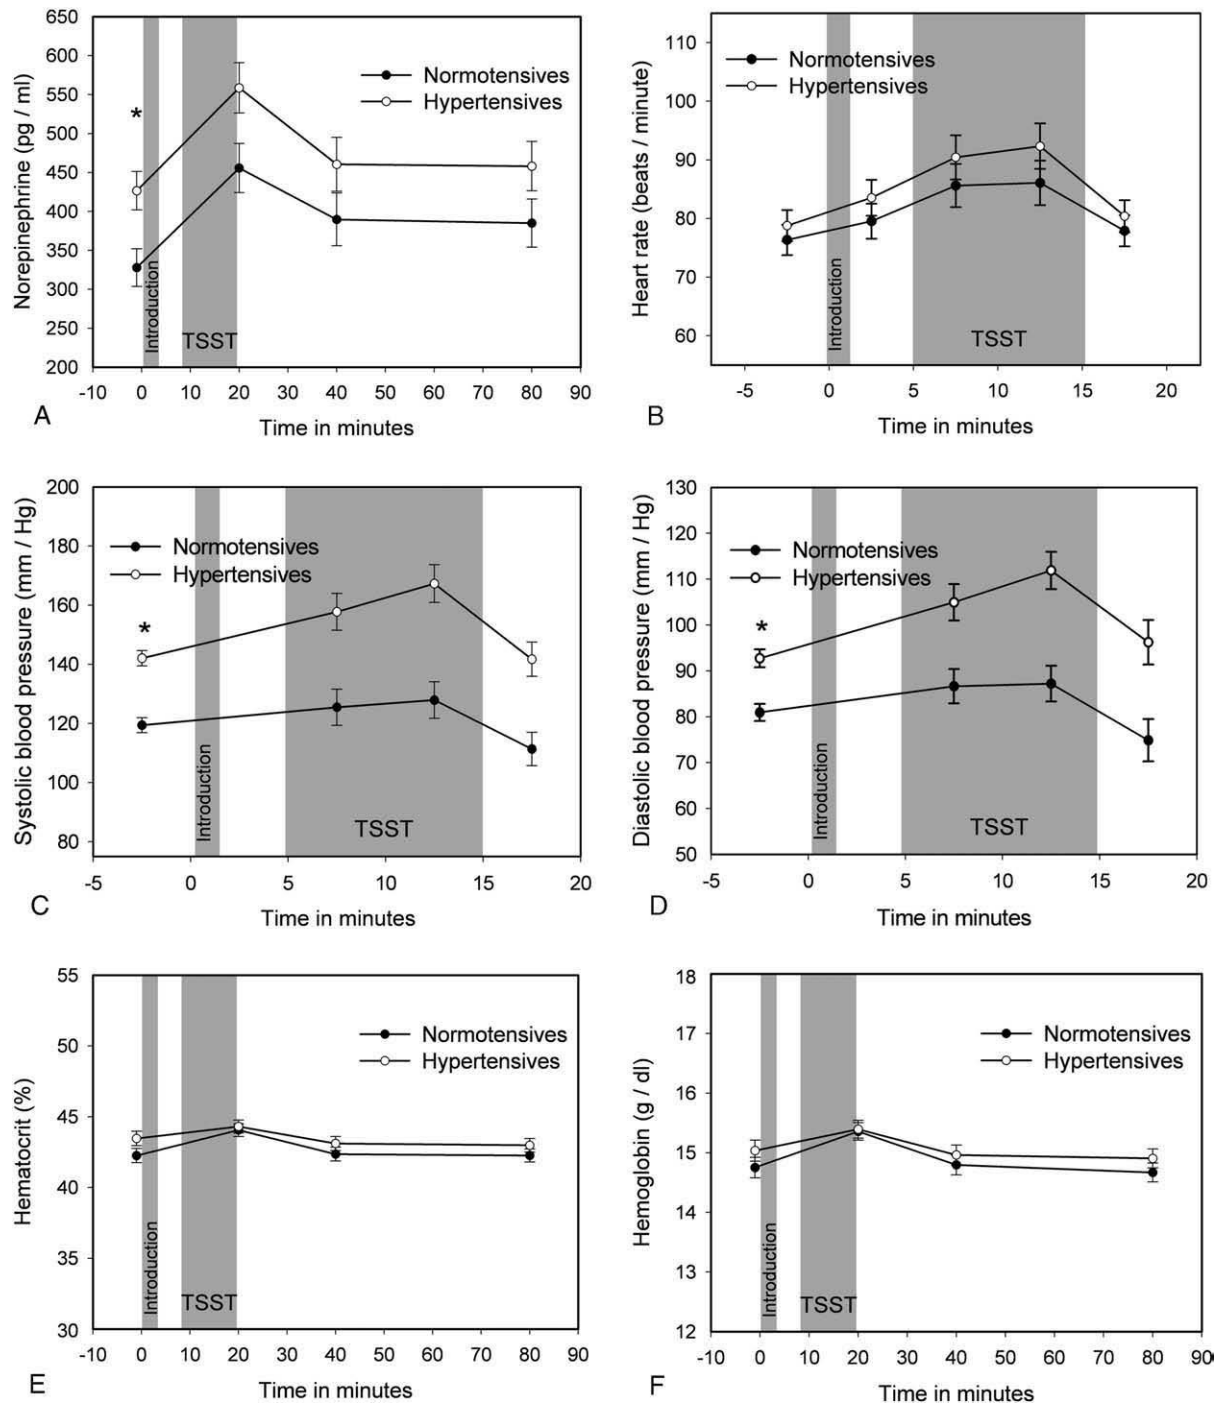 650
600
550
500
450
400
350
300
250
200
Norepinephrine (pg / ml)
Normotensives
Hypertensives
*
Introduction
TSST
-10 0 10 20 30 40 50 60 70 80 90
A
Time in minutes
110
100
90
80
70
60
Heart rate (beats / minute)
Normotensives
Hypertensives
Introduction
TSST
-5 0 5 10 15 20
B
Time in minutes
200
180
160
140
120
100
80
Systolic blood pressure (mm / Hg)
Normotensives
Hypertensives
*
Introduction
TSST
-5 0 5 10 15 20
C
Time in minutes
130
120
110
100
90
80
70
60
50
Diastolic blood pressure (mm / Hg)
Normotensives
Hypertensives
*
Introduction
TSST
-5 0 5 10 15 20
D
Time in minutes
55
50
45
40
35
30
Hematocrit (%)
Normotensives
Hypertensives
Introduction
TSST
-10 0 10 20 30 40 50 60 70 80 90
E
Time in minutes
18
17
16
15
14
13
12
Hemoglobin (g / dl)
Normotensives
Hypertensives
Introduction
TSST
-10 0 10 20 30 40 50 60 70 80 90
F
Time in minutes